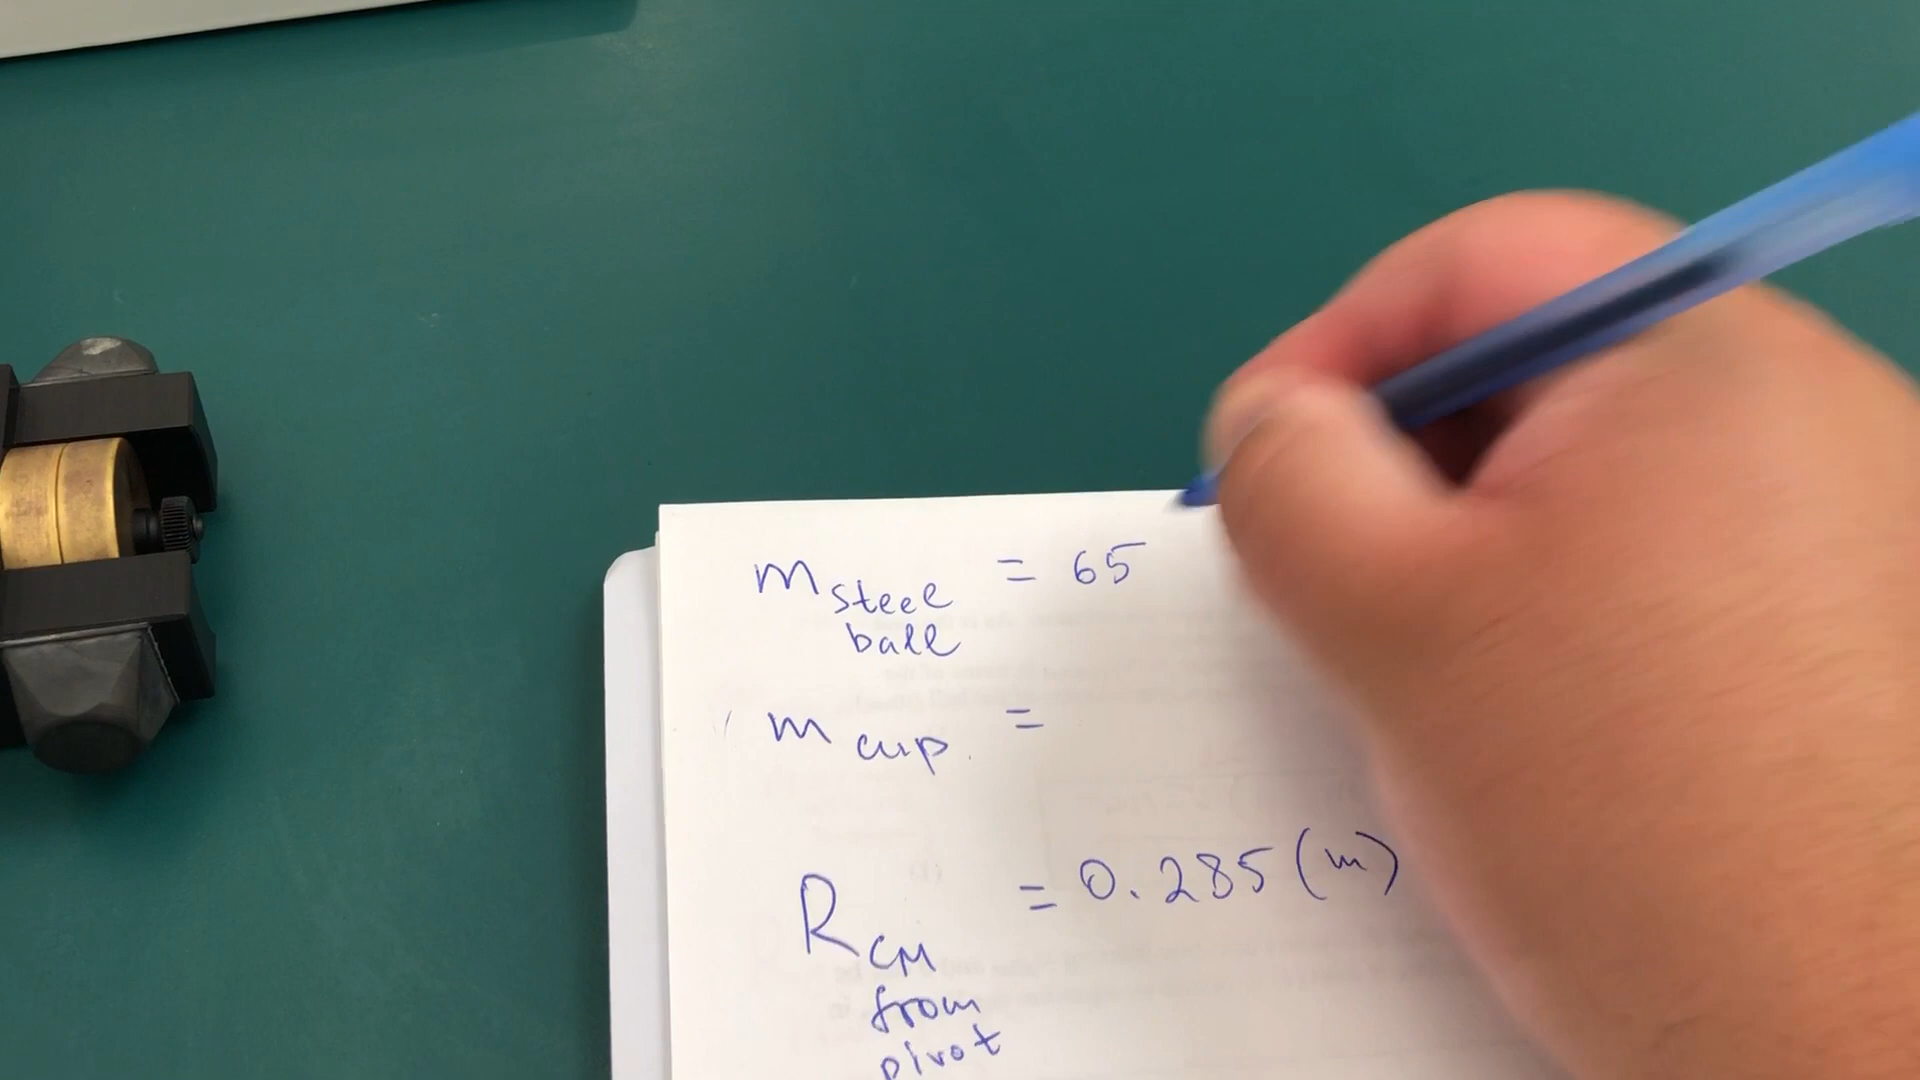 m steel = 65
ball
m cup =
R CM = 0.285 (m)
from
pivot